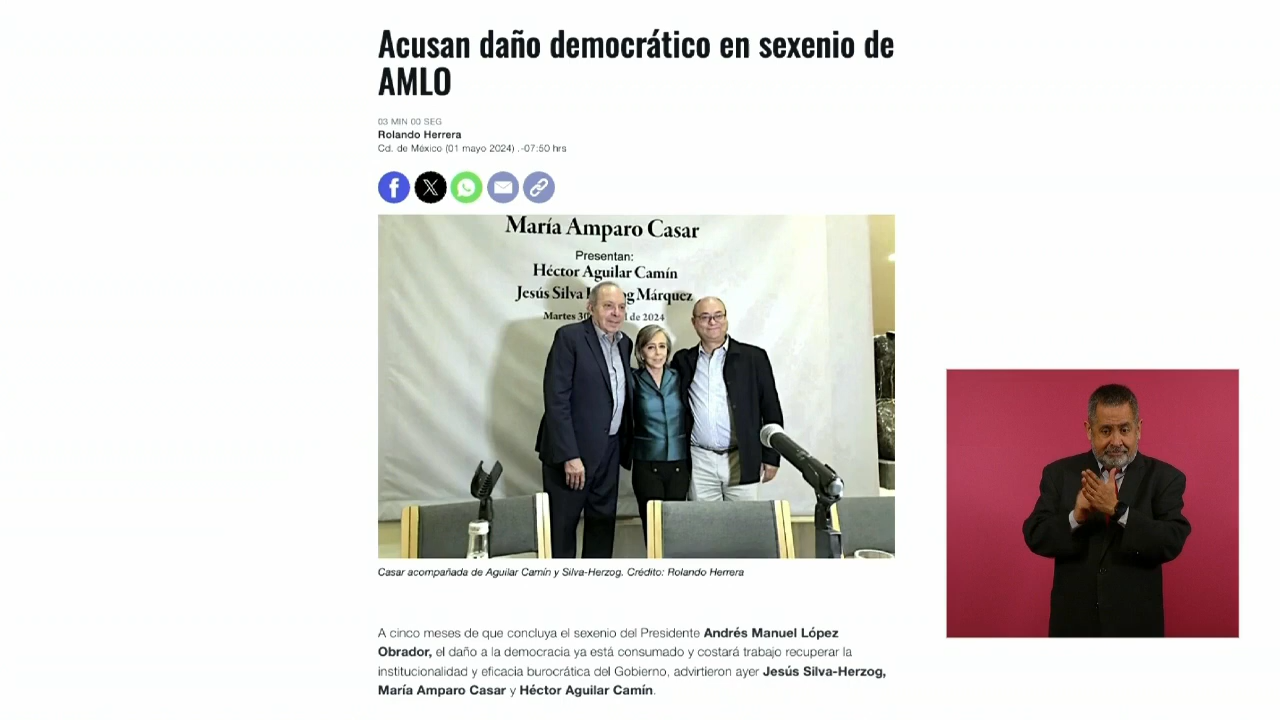 Acusan daño democrático en sexenio de
AMLO
03 MIN 00 SEG
Rolando Herrera
Cd. de México (01 mayo 2024) .-07:50 hrs
María Amparo Casar
Presentan:
Héctor Aguilar Camín
Jesús Silva H og Márquez
Martes 30 l de 2024
Casar acompañada de Aguilar Camín y Silva-Herzog. Crédito: Rolando Herrera
A cinco meses de que concluya el sexenio del Presidente Andrés Manuel López
Obrador, el daño a la democracia ya está consumado y costará trabajo recuperar la
institucionalidad y eficacia burocrática del Gobierno, advirtieron ayer Jesús Silva-Herzog,
María Amparo Casar y Héctor Aguilar Camín.